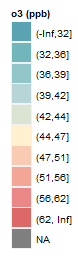 o3 (ppb)
(-Inf,32]
(32,36]
(36,39]
(39,42]
(42,44]
(44,47]
(47,51]
(51,56]
(56,62]
(62, Inf]
NA